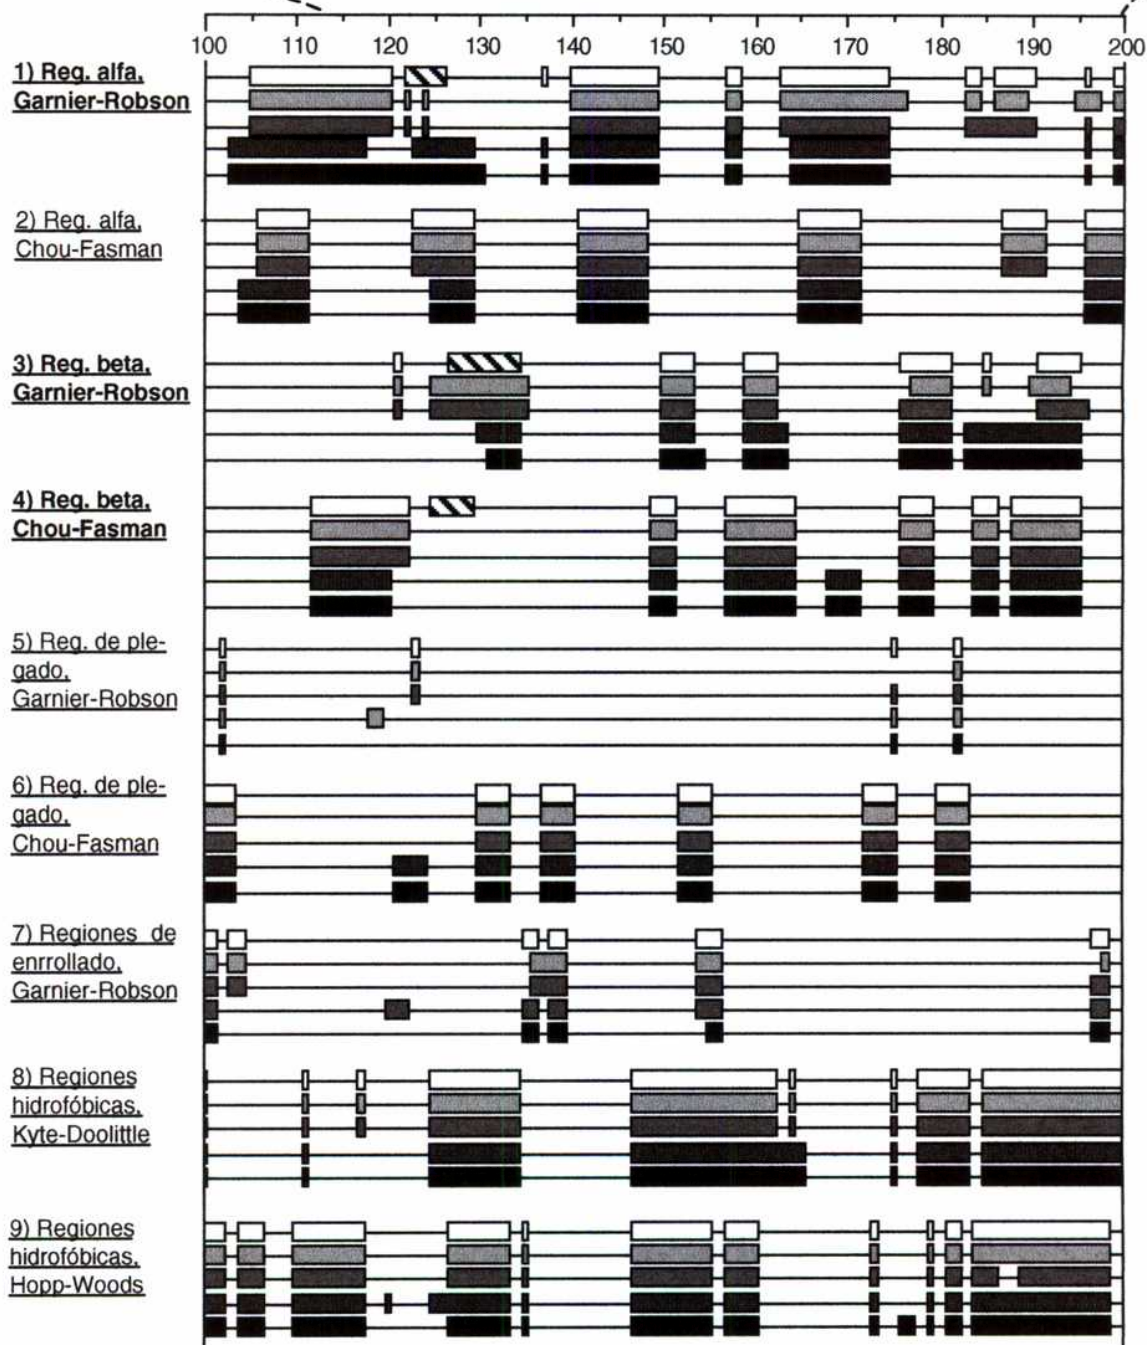 100 110 120 130 140 150 160 170 180 190 200
1) Reg. alfa,
Garnier-Robson
2) Reg. alfa,
Chou-Fasman
3) Reg. beta,
Garnier-Robson
4) Reg. beta,
Chou-Fasman
5) Reg. de ple-
gado,
Garnier-Robson
6) Reg. de ple-
gado,
Chou-Fasman
7) Regiones de
enrrollado,
Garnier-Robson
8) Regiones
hidrofóbicas,
Kyte-Doolittle
9) Regiones
hidrofóbicas,
Hopp-Woods